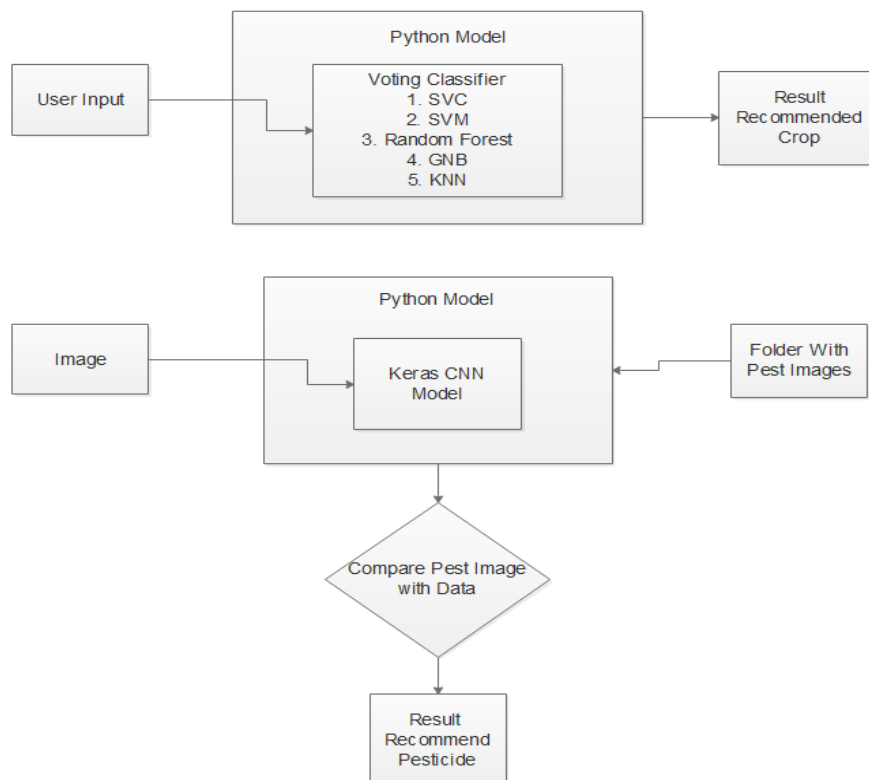 Python Model
User Input
Voting Classifier
1. SVC
2. SVM
3. Random Forest
4. GNB
5. KNN
Result
Recommended
Crop
Python Model
Image
Keras CNN
Model
Folder With
Pest Images
Compare Pest Image
with Data
Result
Recommend
Pesticide